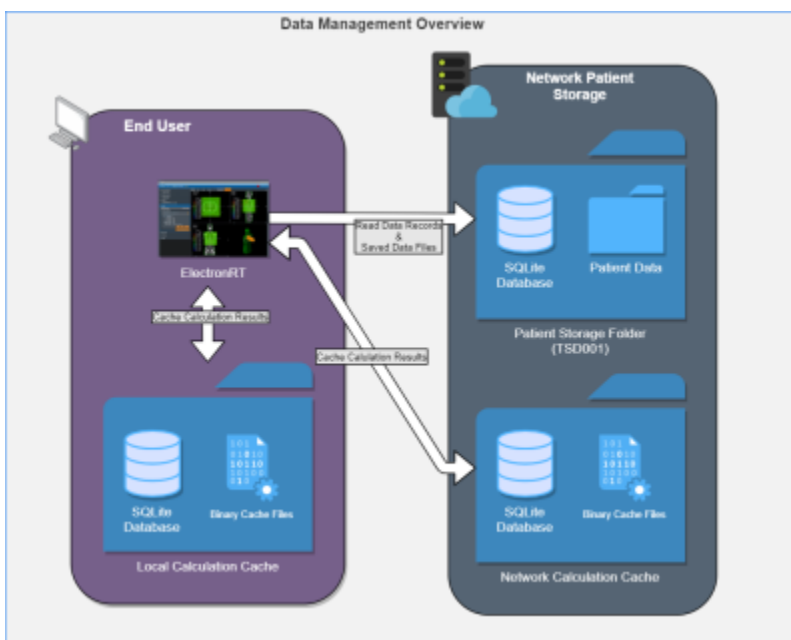 Data Management Overview
Network Patient
Storage
End User
Read Data Records
&
Saved Data Files
SQLite
Database
Patient Data
ElectronRT
Cache Calculation Results
Patient Storage Folder
(TSD001)
Cache Calulation Results
SQLite
Database
Binary Cache Files
SQLite
Database
Binary Cache Files
Local Calculation Cache
Network Calculation Cache